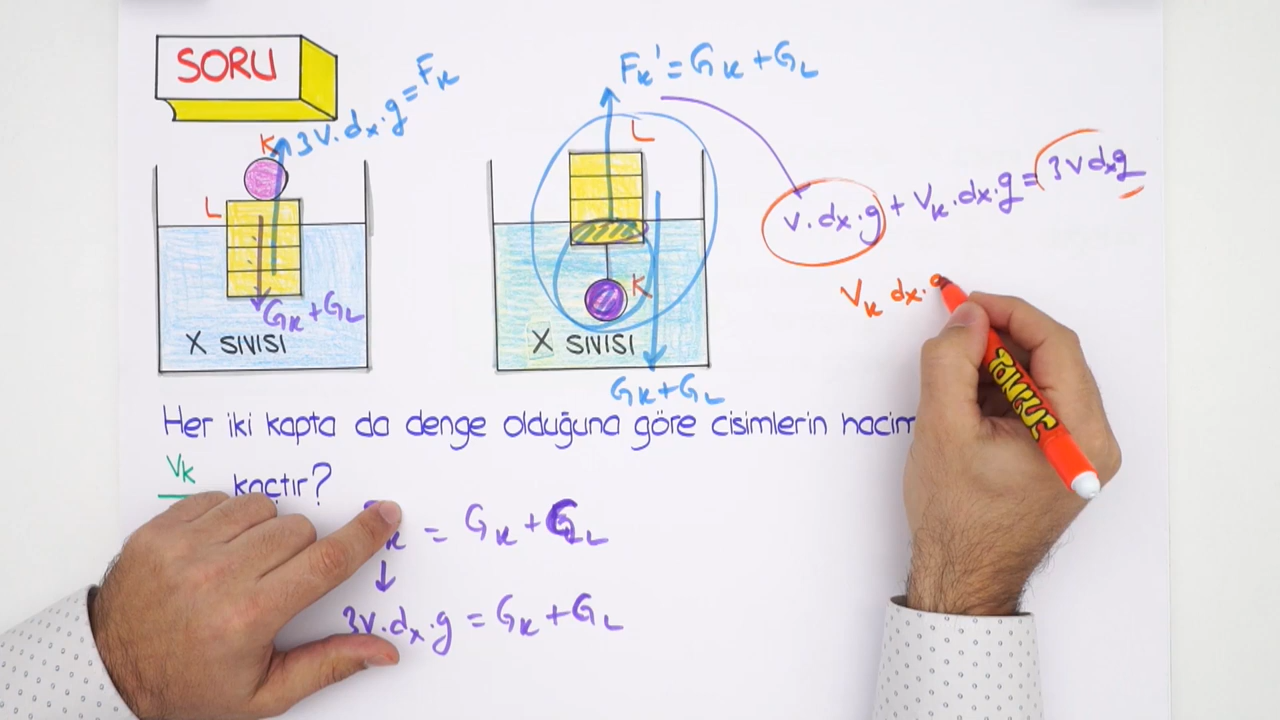 SORU
K
3V.dx.g=FK
L
X SIVISI
GK+GL
FK'=GK+GL
L
K
X SIVISI
GK+GL
V.dx.g+VK.dx.g=3Vdxg
VK dx.
TONGUÇ
Her iki kapta da denge olduğuna göre cisimlerin hacim
VK
kaçtır?
K = GK+GL
3V.dx.g=GK+GL